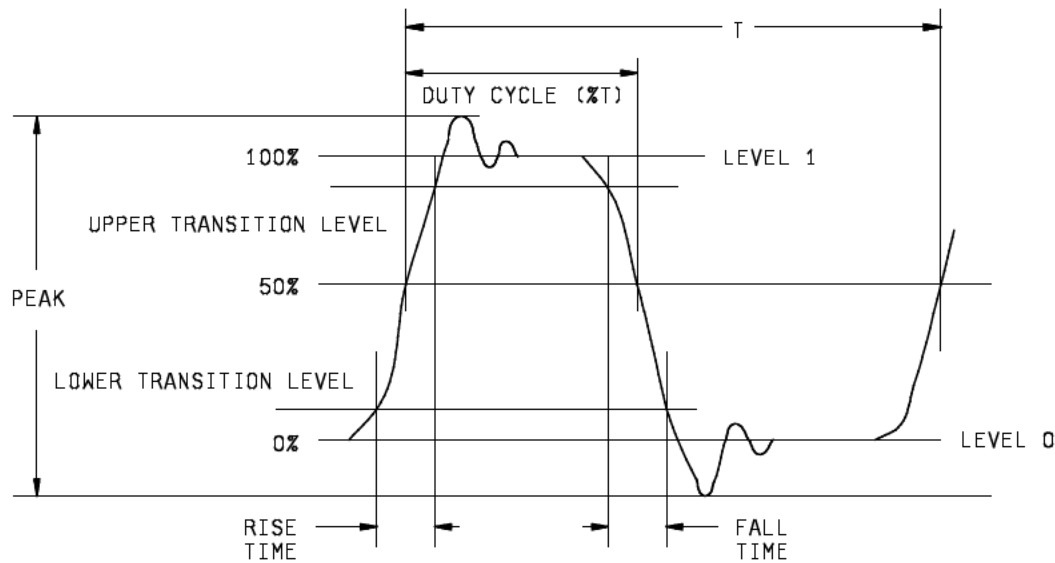 T
DUTY CYCLE (%T)
100%
LEVEL 1
UPPER TRANSITION LEVEL
50%
PEAK
LOWER TRANSITION LEVEL
0%
LEVEL 0
RISE
TIME
FALL
TIME